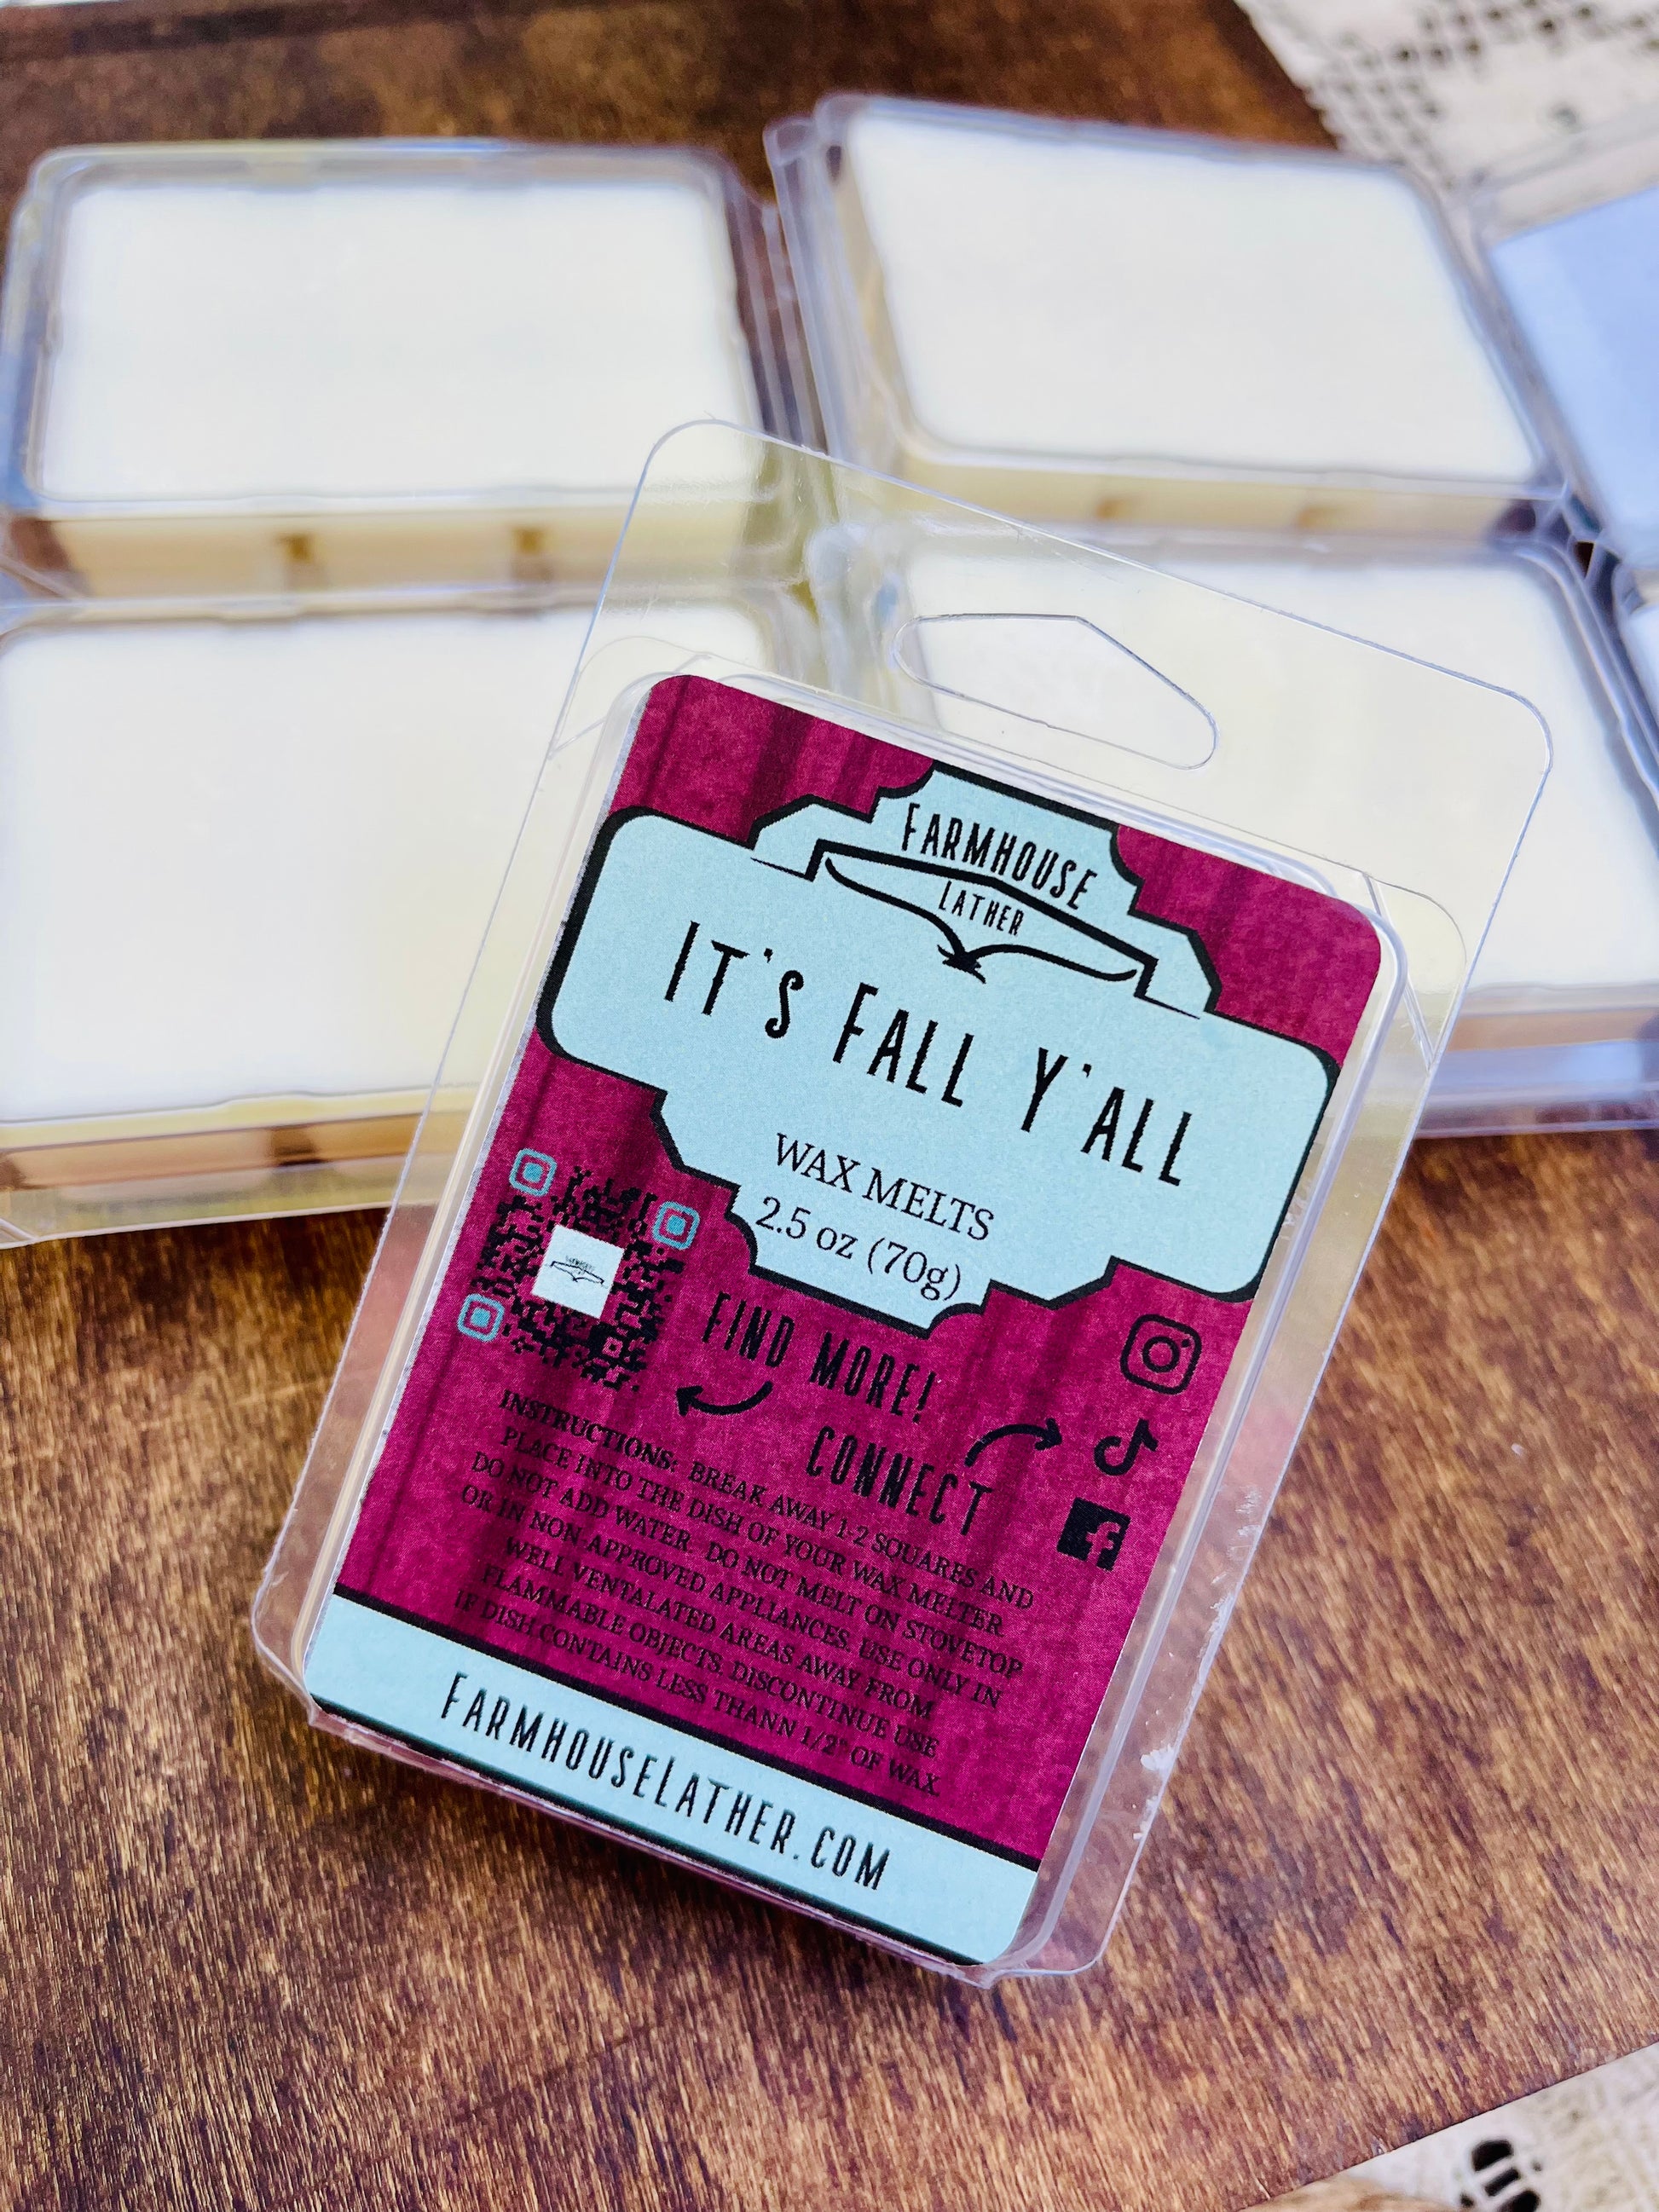 FARMHOUSE
LATHER
IT'S FALL Y'ALL
WAX MELTS
2.5 oz (70g)
FIND MORE!
CONNECT
INSTRUCTIONS: BREAK AWAY 1-2 SQUARES AND
PLACE INTO THE DISH OF YOUR WAX MELTER.
DO NOT ADD WATER. DO NOT MELT ON STOVETOP
OR IN NON-APPROVED APPLIANCES. USE ONLY IN
WELL VENTALATED AREAS AWAY FROM
FLAMMABLE OBJECTS. DISCONTINUE USE
IF DISH CONTAINS LESS THANN 1/2" OF WAX.
FARMHOUSELATHER.COM